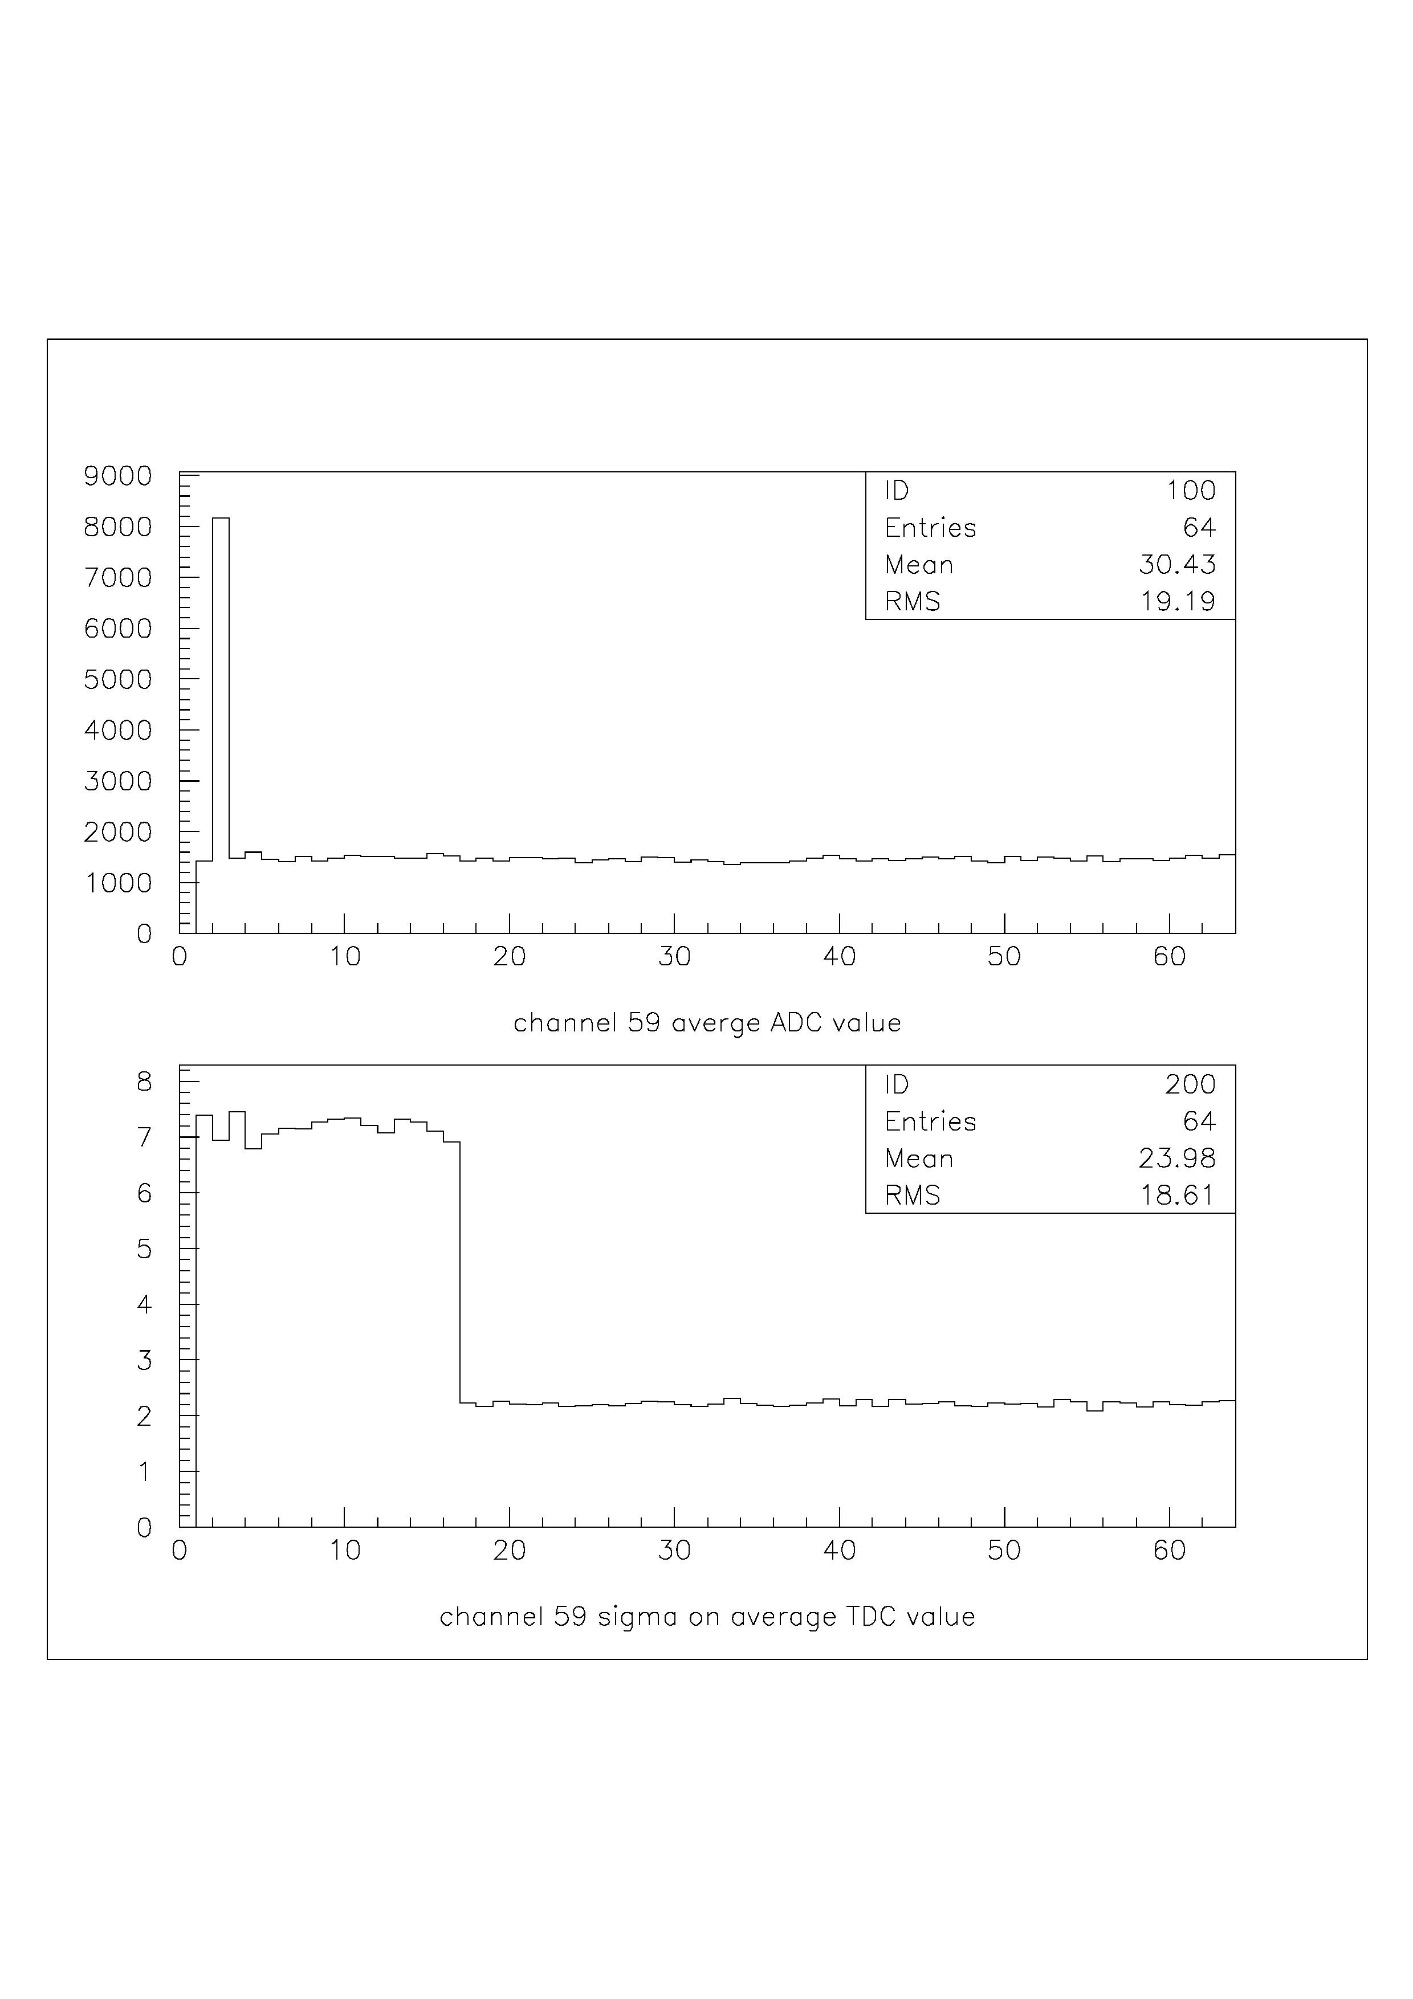 9000
8000
7000
6000
5000
4000
3000
2000
1000
0
ID 100
Entries 64
Mean 30.43
RMS 19.19
0 10 20 30 40 50 60
channel 59 averge ADC value
8
7
6
5
4
3
2
1
0
ID 200
Entries 64
Mean 23.98
RMS 18.61
0 10 20 30 40 50 60
channel 59 sigma on average TDC value